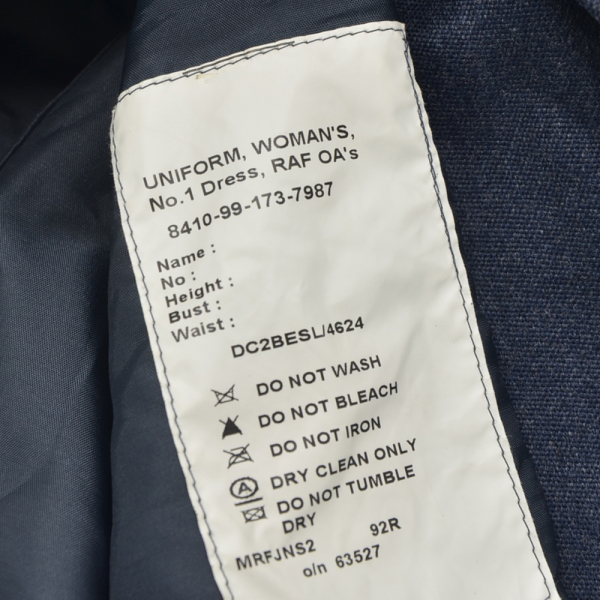 UNIFORM, WOMAN'S,
No.1 Dress, RAF OA's
8410-99-173-7987
Name :
No :
Height :
Bust :
Waist :
DC2BESL/4624
DO NOT WASH
DO NOT BLEACH
DO NOT IRON
A DRY CLEAN ONLY
DO NOT TUMBLE
DRY
MRFJNS2 92R
o/n 63527